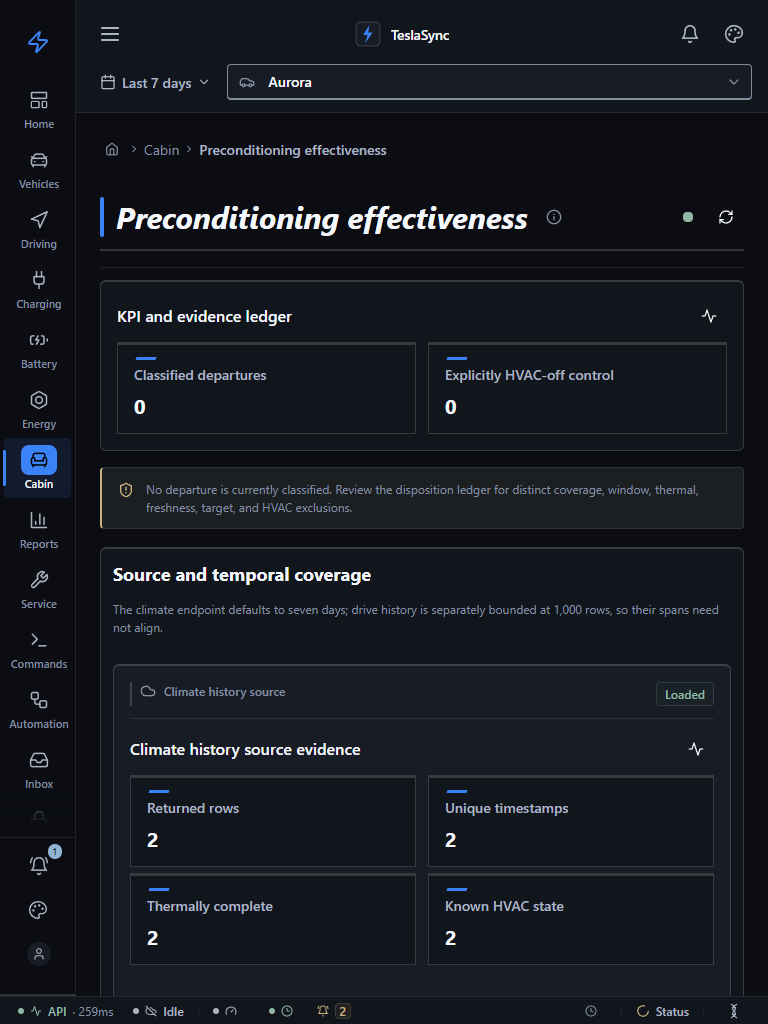 TeslaSync
Last 7 days
Aurora
Home
Vehicles
Driving
Charging
Battery
Energy
Cabin
Reports
Service
Commands
Automation
Inbox
1
Cabin
Preconditioning effectiveness
Preconditioning effectiveness
KPI and evidence ledger
Classified departures
0
Explicitly HVAC-off control
0
No departure is currently classified. Review the disposition ledger for distinct coverage, window, thermal,
freshness, target, and HVAC exclusions.
Source and temporal coverage
The climate endpoint defaults to seven days; drive history is separately bounded at 1,000 rows, so their spans need
not align.
Climate history source
Loaded
Climate history source evidence
Returned rows
2
Unique timestamps
2
Thermally complete
2
Known HVAC state
2
API · 259ms
Idle
2
Status